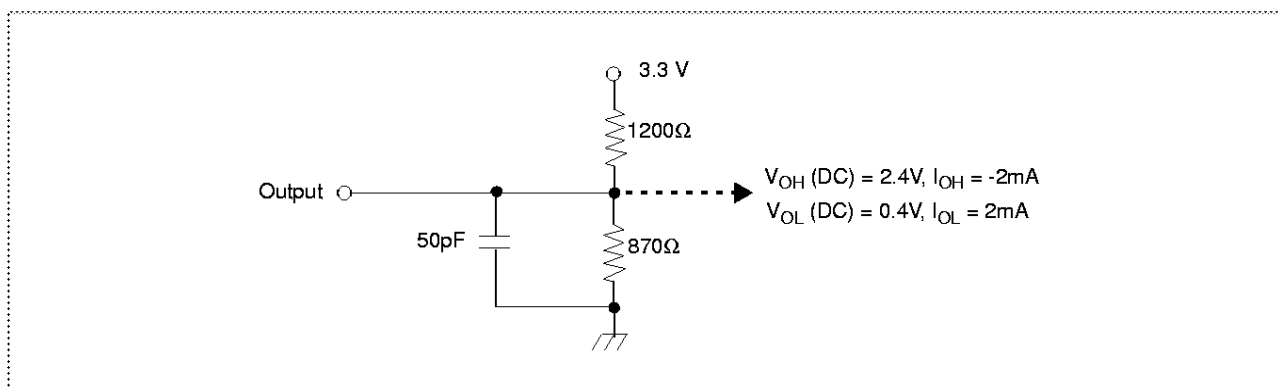 3.3 V
1200Ω
Output
V_OH (DC) = 2.4V, I_OH = -2mA
V_OL (DC) = 0.4V, I_OL = 2mA
50pF
870Ω